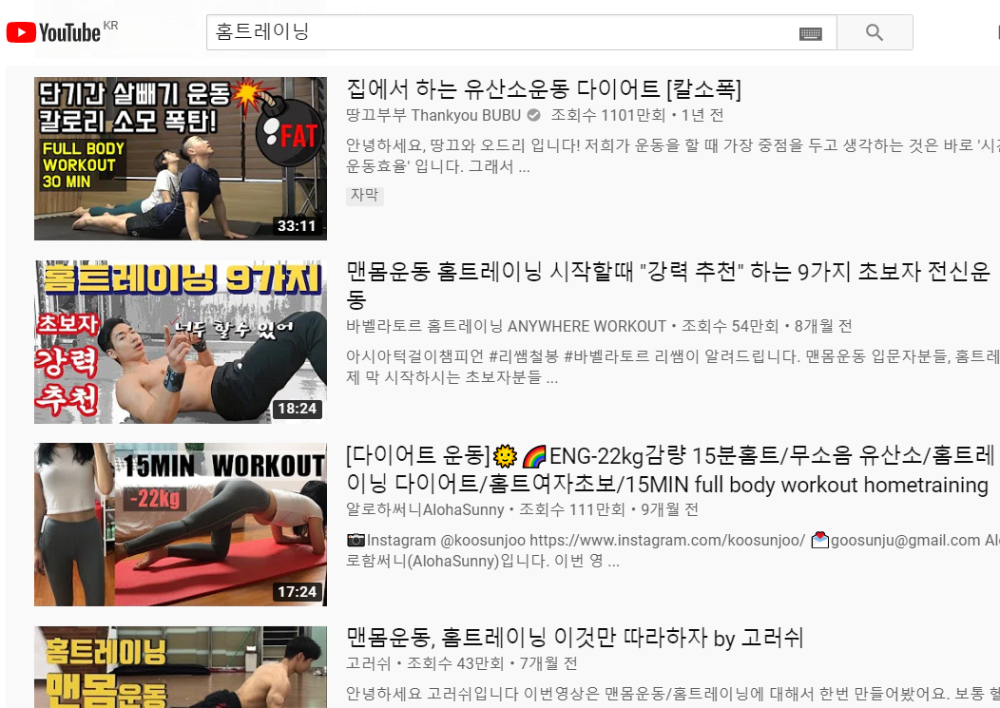 YouTube KR
홈트레이닝
단기간 살빼기 운동
칼로리 소모 폭탄!
FAT
FULL BODY
WORKOUT
30 MIN
33:11
집에서 하는 유산소운동 다이어트 [칼소폭]
땅끄부부 Thankyou BUBU 조회수 1101만회 • 1년 전
안녕하세요, 땅끄와 오드리 입니다! 저희가 운동을 할 때 가장 중점을 두고 생각하는 것은 바로
운동효율' 입니다. 그래서 ...
자막
홈트레이닝 9가지
초보자
강력
추천
너두 할 수 있어
18:24
맨몸운동 홈트레이닝 시작할때 "강력 추천" 하는 9가지 초보자 전신운
동
바벨라토르 홈트레이닝 ANYWHERE WORKOUT • 조회수 54만회 • 8개월 전
아시아턱걸이챔피언 #리쌤철봉 #바벨라토르 리쌤이 알려드립니다. 맨몸운동 입문자분들, 홈트레
제 막 시작하시는 초보자분들 ...
15MIN WORKOUT
-22kg
17:24
[다이어트 운동]🌞 🌈ENG-22kg감량 15분홈트/무소음 유산소/홈트레
이닝 다이어트/홈트여자초보/15MIN full body workout hometraining
알로하써니AlohaSunny • 조회수 111만회 • 9개월 전
📷Instagram @koosunjoo https://www.instagram.com/koosunjoo/ 💌goosunju@gmail.com
로함써니(AlohaSunny)입니다. 이번 영 ...
홈트레이닝
맨몸운동
맨몸운동, 홈트레이닝 이것만 따라하자 by 고러쉬
고러쉬 • 조회수 43만회 • 7개월 전
안녕하세요 고러쉬입니다 이번영상은 맨몸운동/홈트레이닝에 대해서 한번 만들어봤어요. 보통